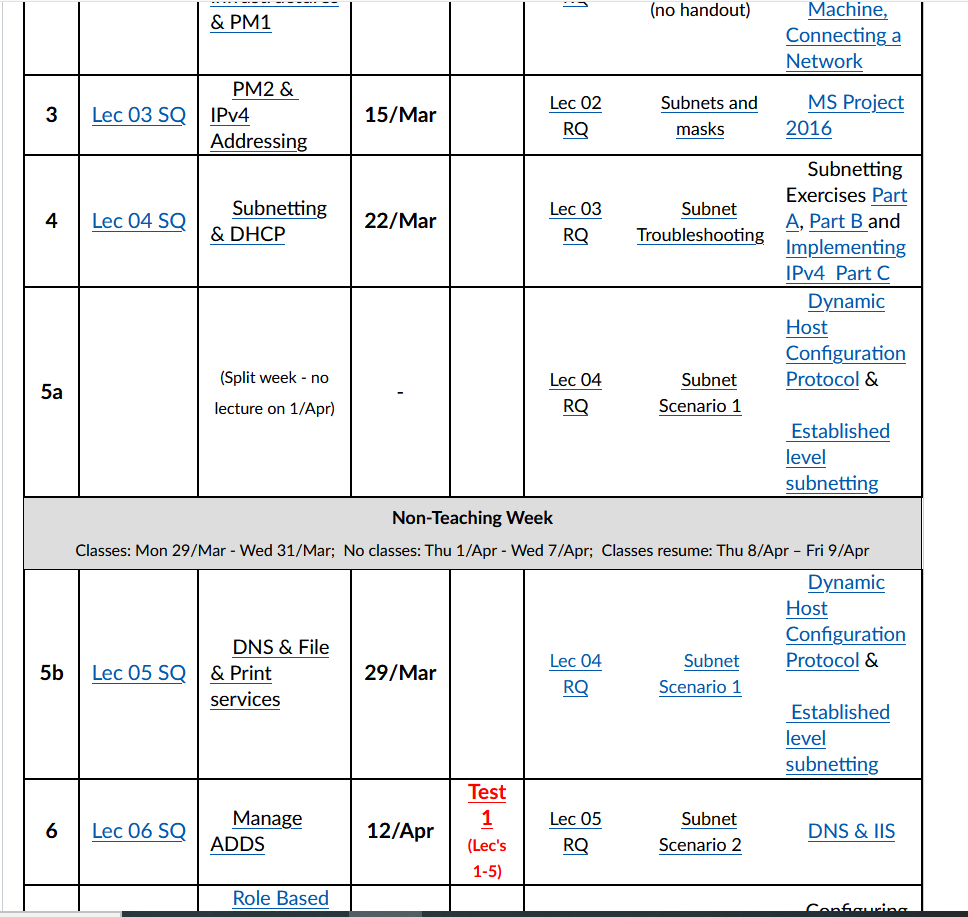 & PM1
(no handout)
Machine,
Connecting a
Network
3
Lec 03 SQ
PM2 &
IPv4
Addressing
15/Mar
Lec 02
RQ
Subnets and
masks
MS Project
2016
4
Lec 04 SQ
Subnetting
& DHCP
22/Mar
Lec 03
RQ
Subnet
Troubleshooting
Subnetting
Exercises Part
A, Part B and
Implementing
IPv4 Part C
5a
(Split week - no
lecture on 1/Apr)
-
Lec 04
RQ
Subnet
Scenario 1
Dynamic
Host
Configuration
Protocol &
Established
level
subnetting
Non-Teaching Week
Classes: Mon 29/Mar - Wed 31/Mar; No classes: Thu 1/Apr - Wed 7/Apr; Classes resume: Thu 8/Apr – Fri 9/Apr
5b
Lec 05 SQ
DNS & File
& Print
services
29/Mar
Lec 04
RQ
Subnet
Scenario 1
Dynamic
Host
Configuration
Protocol &
Established
level
subnetting
6
Lec 06 SQ
Manage
ADDS
12/Apr
Test
1
(Lec's
1-5)
Lec 05
RQ
Subnet
Scenario 2
DNS & IIS
Role Based
Configuring